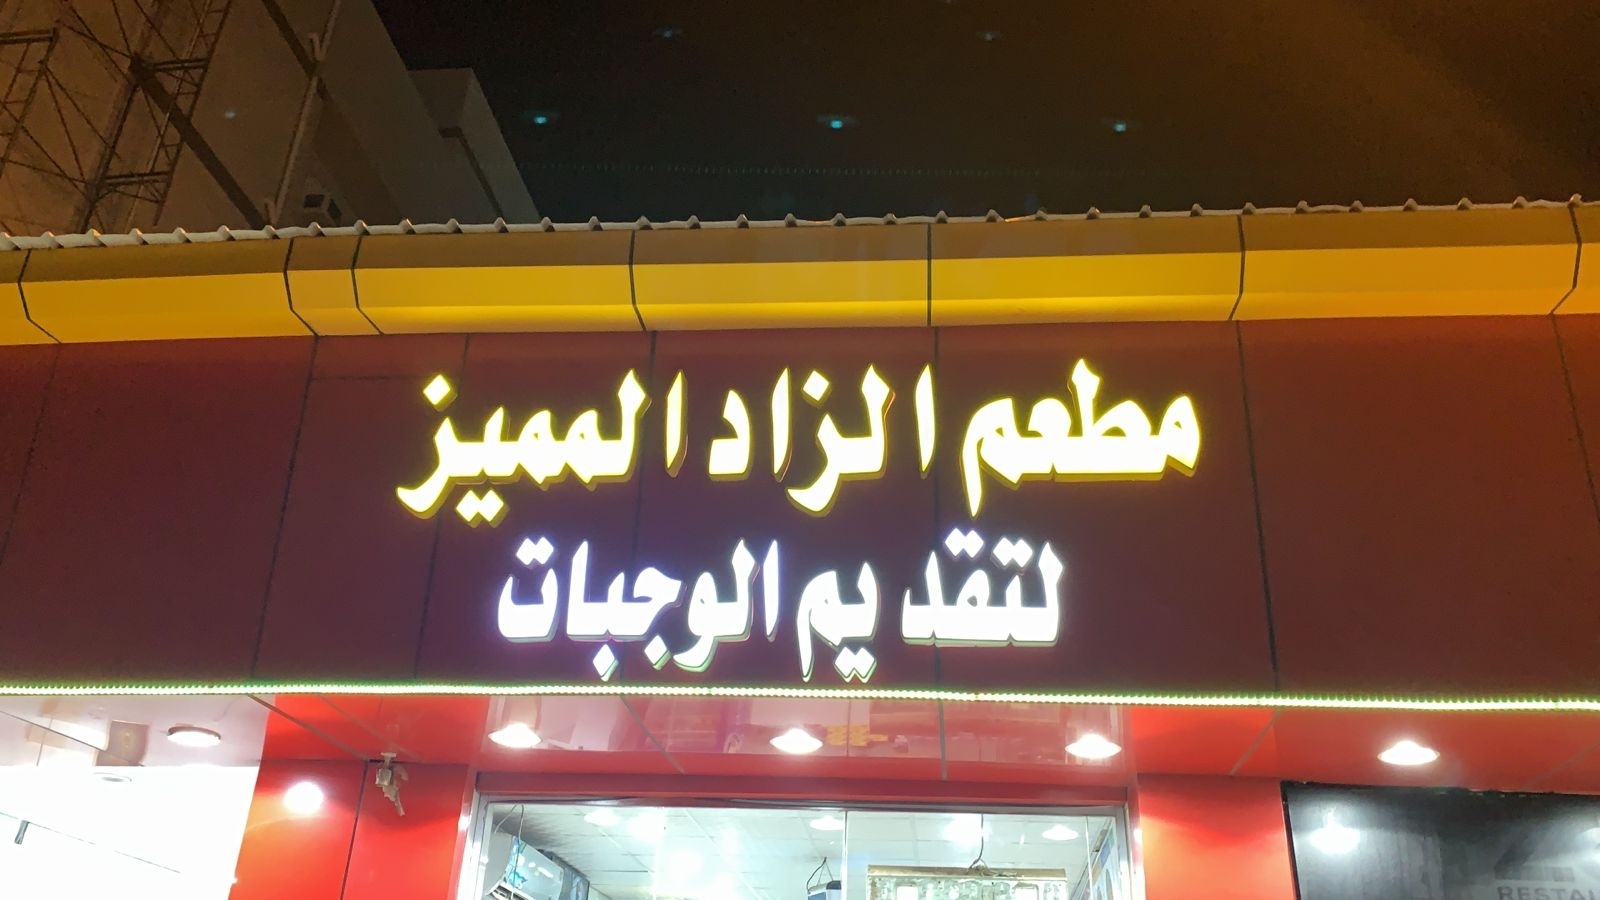 مطعم الزاد المميز
لتقديم الوجبات